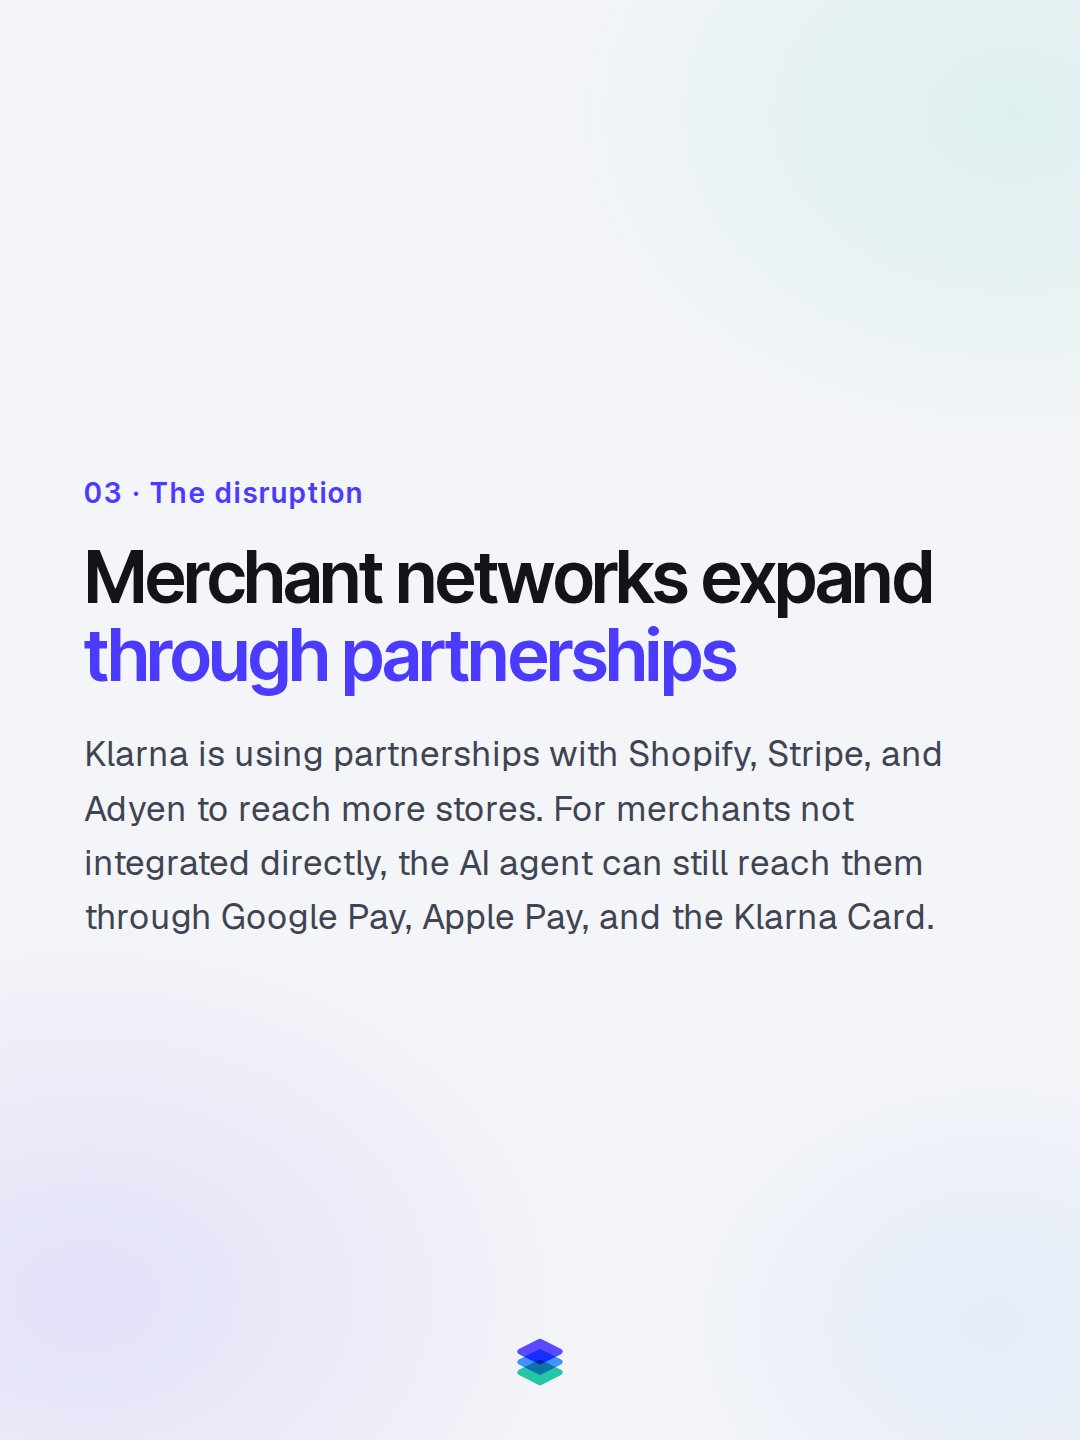 03 · The disruption
Merchant networks expand
through partnerships
Klarna is using partnerships with Shopify, Stripe, and
Adyen to reach more stores. For merchants not
integrated directly, the AI agent can still reach them
through Google Pay, Apple Pay, and the Klarna Card.